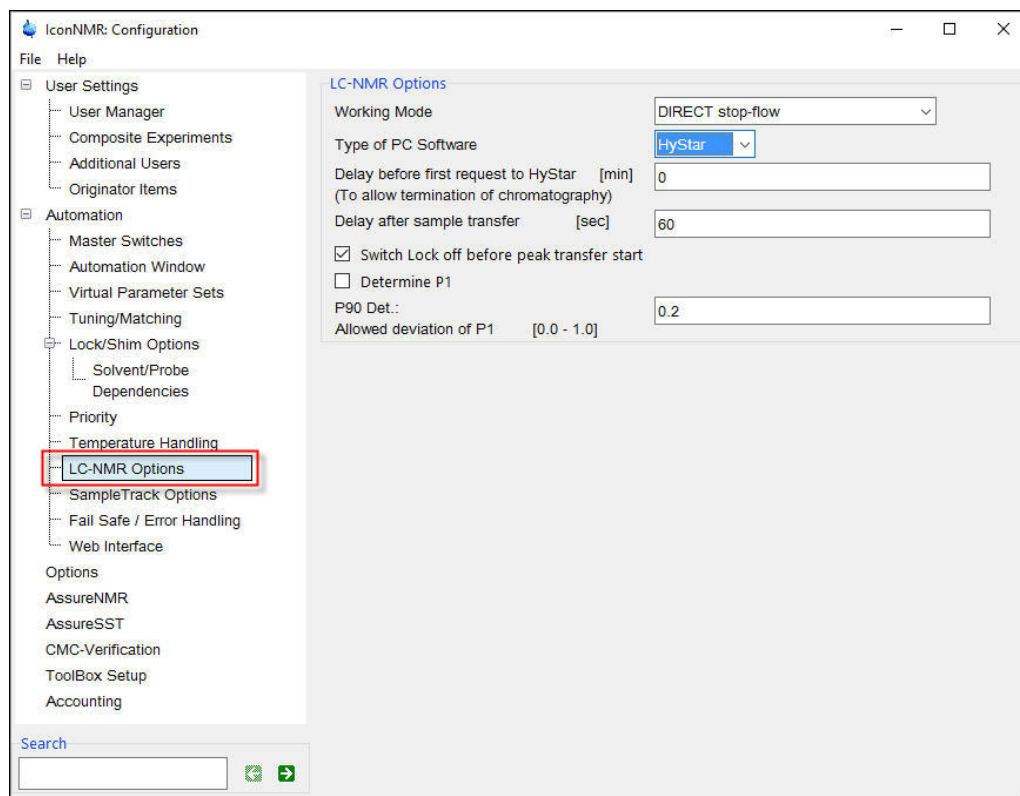 IconNMR: Configuration
File Help
User Settings
User Manager
Composite Experiments
Additional Users
Originator Items
Automation
Master Switches
Automation Window
Virtual Parameter Sets
Tuning/Matching
Lock/Shim Options
Solvent/Probe
Dependencies
Priority
Temperature Handling
LC-NMR Options
SampleTrack Options
Fail Safe / Error Handling
Web Interface
Options
AssureNMR
AssureSST
CMC-Verification
ToolBox Setup
Accounting
Search
LC-NMR Options
Working Mode DIRECT stop-flow
Type of PC Software HyStar
Delay before first request to HyStar [min] 0
(To allow termination of chromatography)
Delay after sample transfer [sec] 60
Switch Lock off before peak transfer start
Determine P1
P90 Det.: 0.2
Allowed deviation of P1 [0.0 - 1.0]